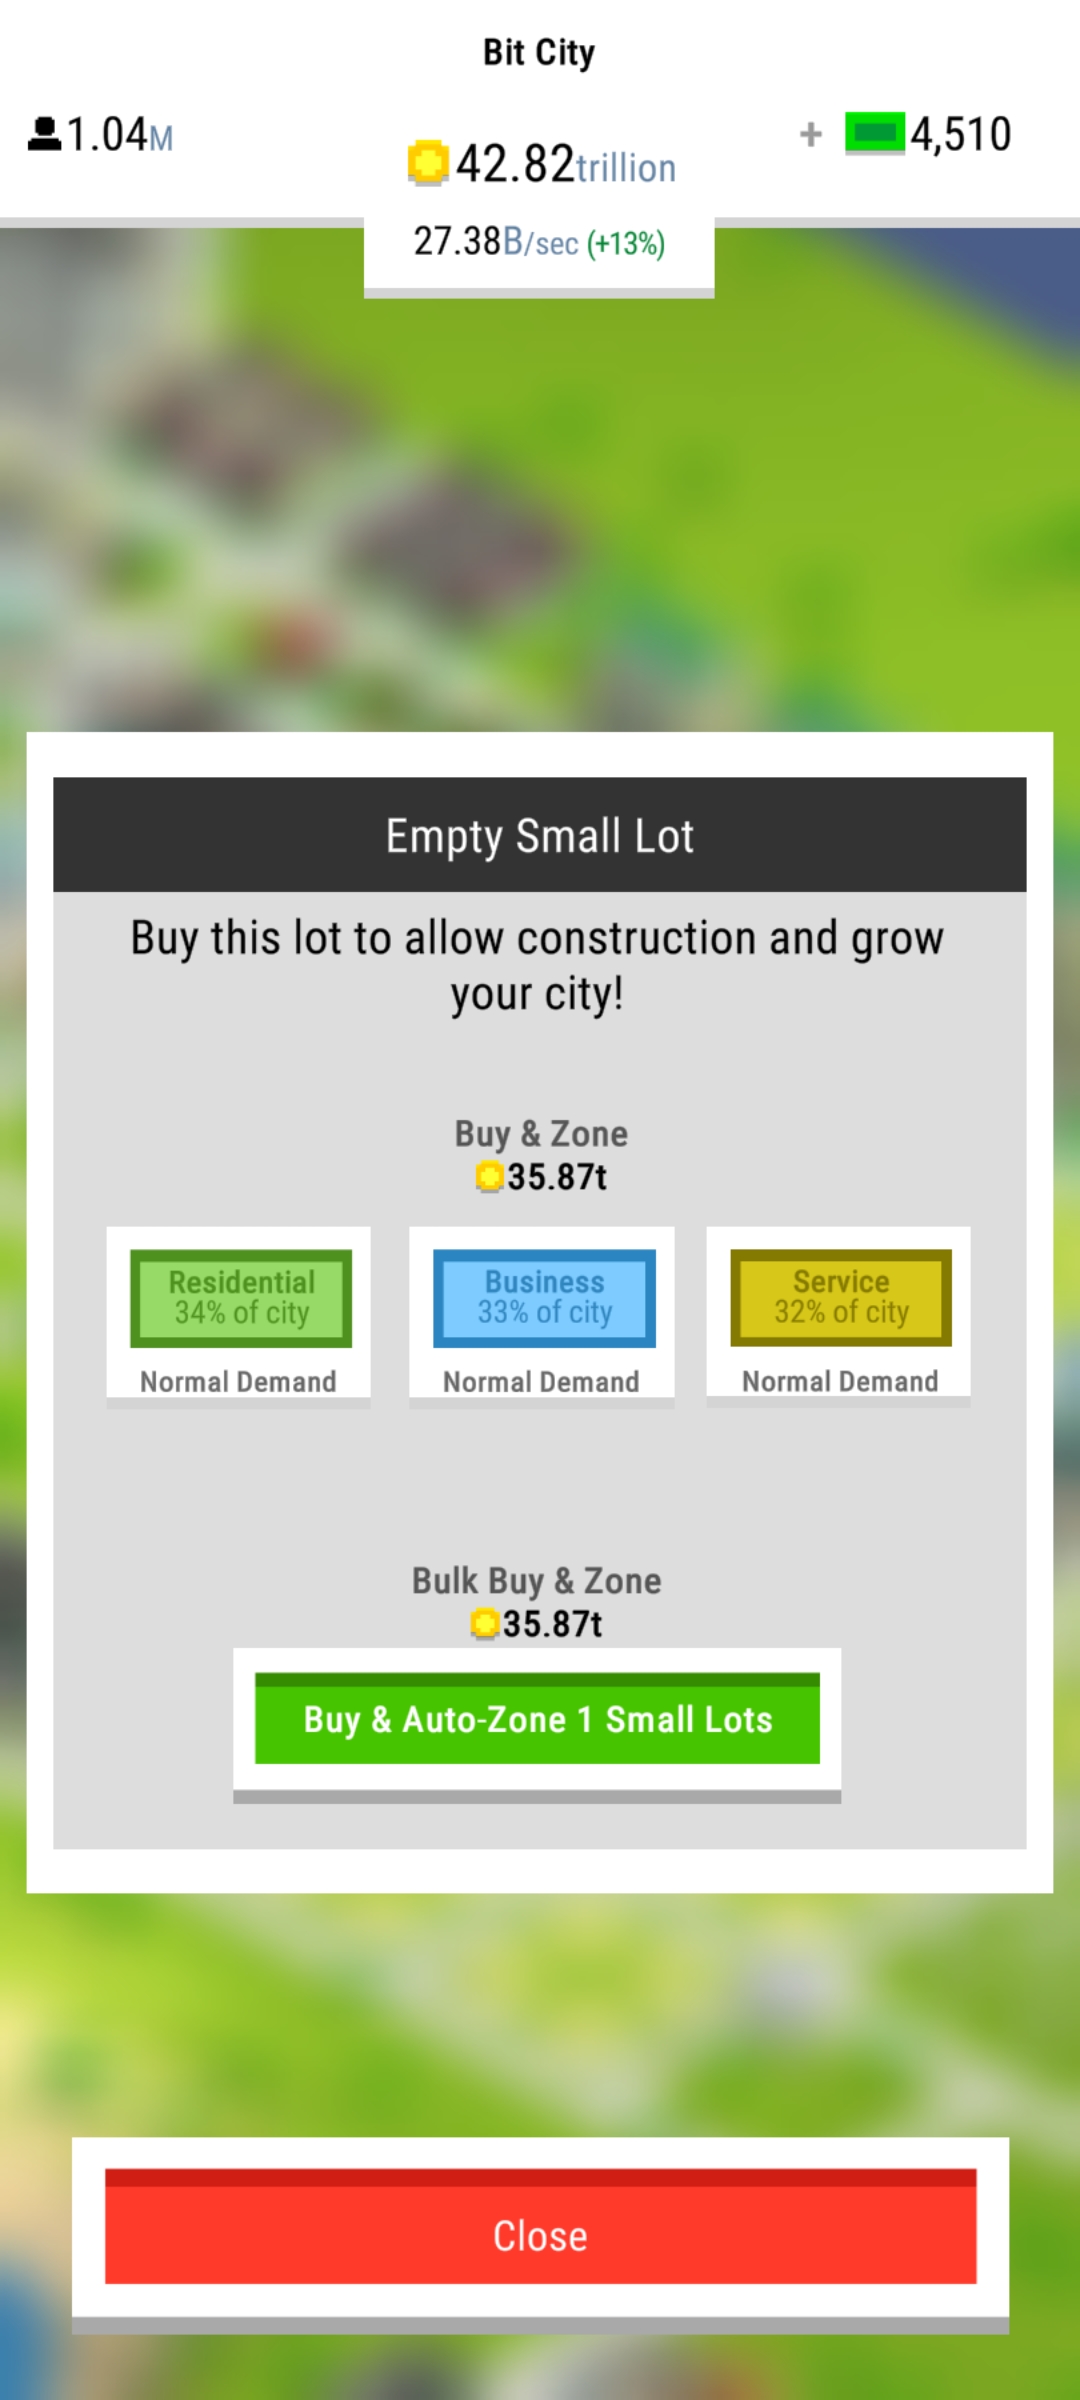 Bit City
1.04M
42.82trillion
+ 4,510
27.38B/sec (+13%)
Empty Small Lot
Buy this lot to allow construction and grow
your city!
Buy & Zone
35.87t
Residential
34% of city
Normal Demand
Business
33% of city
Normal Demand
Service
32% of city
Normal Demand
Bulk Buy & Zone
35.87t
Buy & Auto-Zone 1 Small Lots
Close